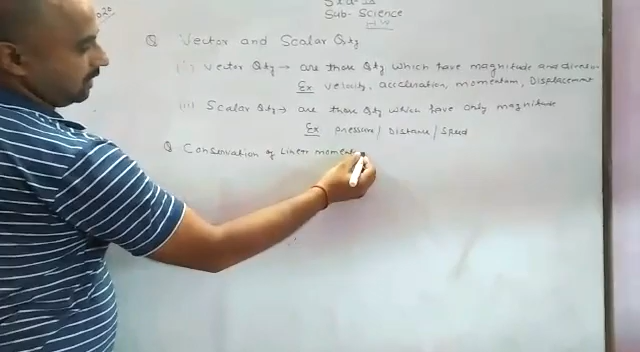 2020
Sub- Science
H.W
Q Vector and Scalar Qty
(i) Vector Qty → are those Qty which have magnitude and direction
Ex velocity, acceleration, momentum, Displacement
(ii) Scalar Qty → are those Qty which have only magnitude
Ex pressure / Distance / Speed
Q Conservation of Linear moment